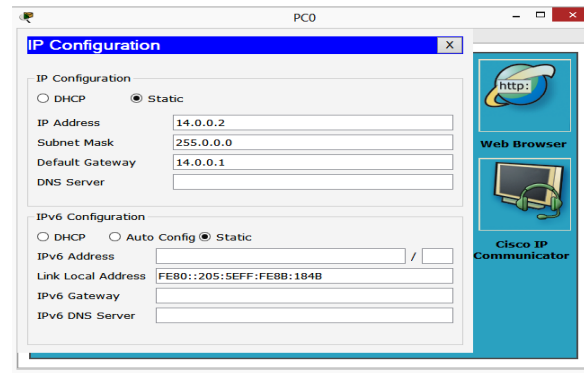 PC0
IP Configuration
X
IP Configuration
DHCP Static
IP Address 14.0.0.2
Subnet Mask 255.0.0.0
Default Gateway 14.0.0.1
DNS Server
IPv6 Configuration
DHCP Auto Config Static
IPv6 Address /
Link Local Address FE80::205:5EFF:FE8B:184B
IPv6 Gateway
IPv6 DNS Server
http:
Web Browser
Cisco IP
Communicator